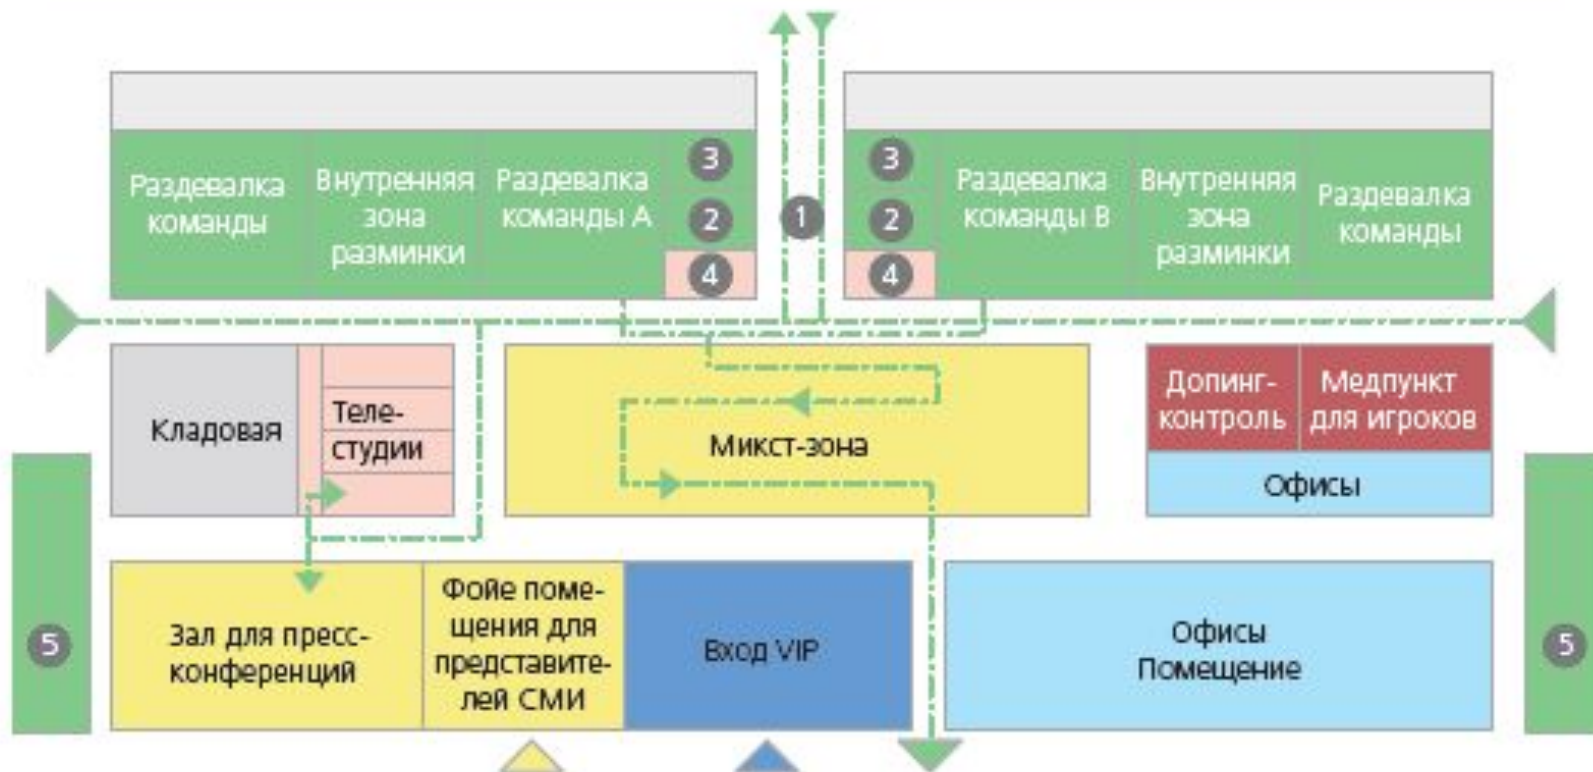 Раздевалка
команды
Внутренняя
зона
разминки
Раздевалка
команды А
3
2
4
1
3
2
4
Раздевалка
команды В
Внутренняя
зона
разминки
Раздевалка
команды
Кладовая
Теле-
студии
Микст-зона
Допинг-
контроль
Медпункт
для игроков
Офисы
5
Зал для пресс-
конференций
Фойе поме-
щения для
представите-
лей СМИ
Вход VIP
Офисы
Помещение
5